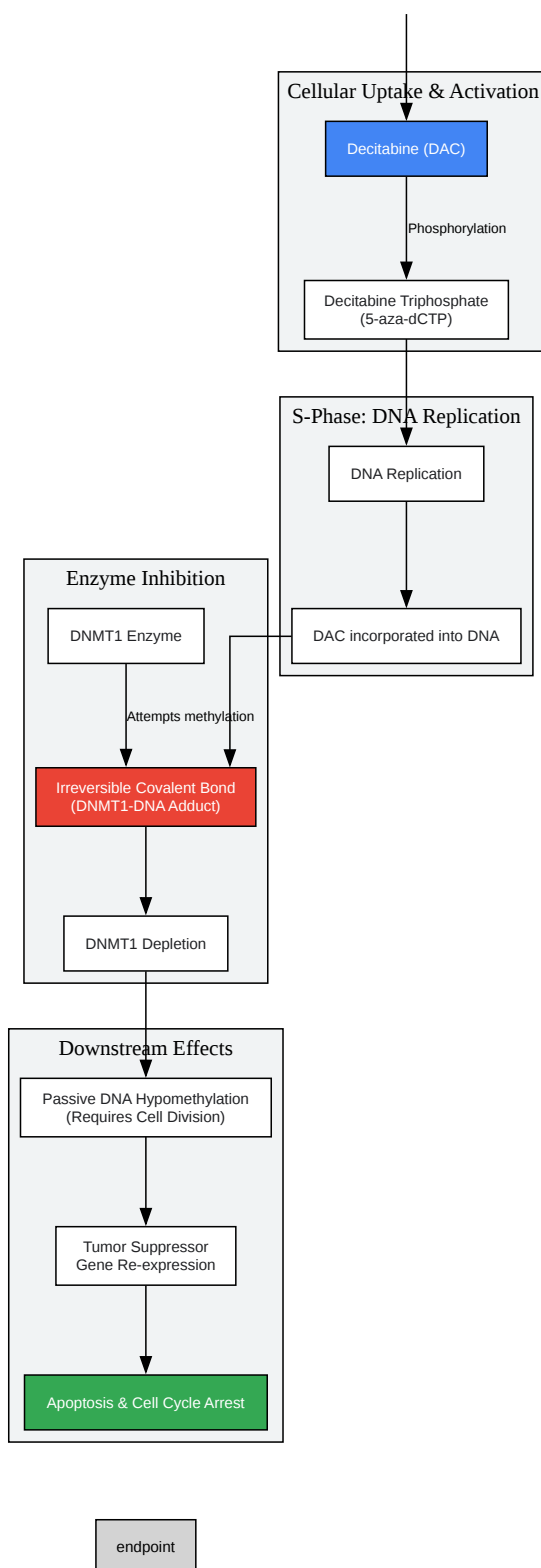 Cellular Uptake & Activation
Decitabine (DAC)
Phosphorylation
Decitabine Triphosphate
(5-aza-dCTP)
S-Phase: DNA Replication
DNA Replication
DAC incorporated into DNA
Enzyme Inhibition
DNMT1 Enzyme
Attempts methylation
Irreversible Covalent Bond
(DNMT1-DNA Adduct)
DNMT1 Depletion
Downstream Effects
Passive DNA Hypomethylation
(Requires Cell Division)
Tumor Suppressor
Gene Re-expression
Apoptosis & Cell Cycle Arrest
endpoint